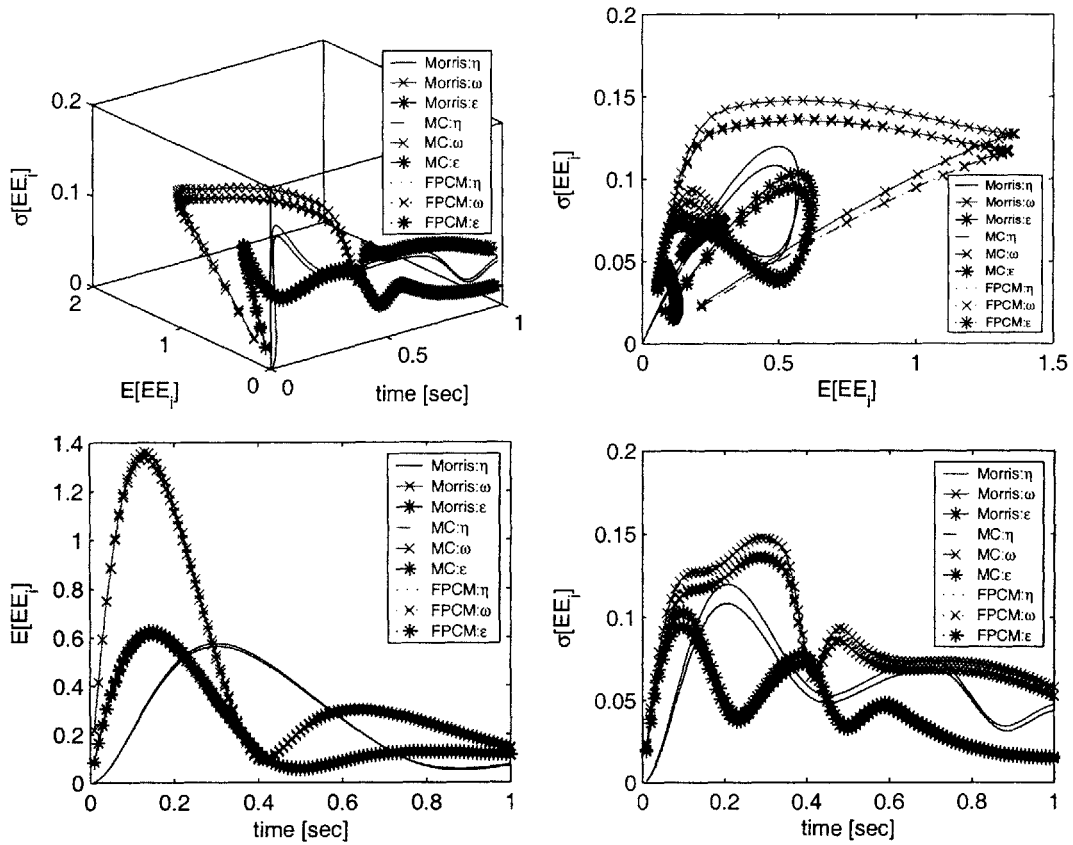 Morris:η
Morris:ω
Morris:ε
MC:η
MC:ω
MC:ε
FPCM:η
FPCM:ω
FPCM:ε
0.2
0.1
0
2
1
0
0
0.5
1
σ[EE_i]
E[EE_i]
time [sec]
0.2
0.15
0.1
0.05
0
0
0.5
1
1.5
σ[EE_i]
E[EE_i]
Morris:η
Morris:ω
Morris:ε
MC:η
MC:ω
MC:ε
FPCM:η
FPCM:ω
FPCM:ε
1.4
1.2
1
0.8
0.6
0.4
0.2
0
0
0.2
0.4
0.6
0.8
1
E[EE_i]
time [sec]
Morris:η
Morris:ω
Morris:ε
MC:η
MC:ω
MC:ε
FPCM:η
FPCM:ω
FPCM:ε
0.2
0.15
0.1
0.05
0
0
0.2
0.4
0.6
0.8
1
σ[EE_i]
time [sec]
Morris:η
Morris:ω
Morris:ε
MC:η
MC:ω
MC:ε
FPCM:η
FPCM:ω
FPCM:ε